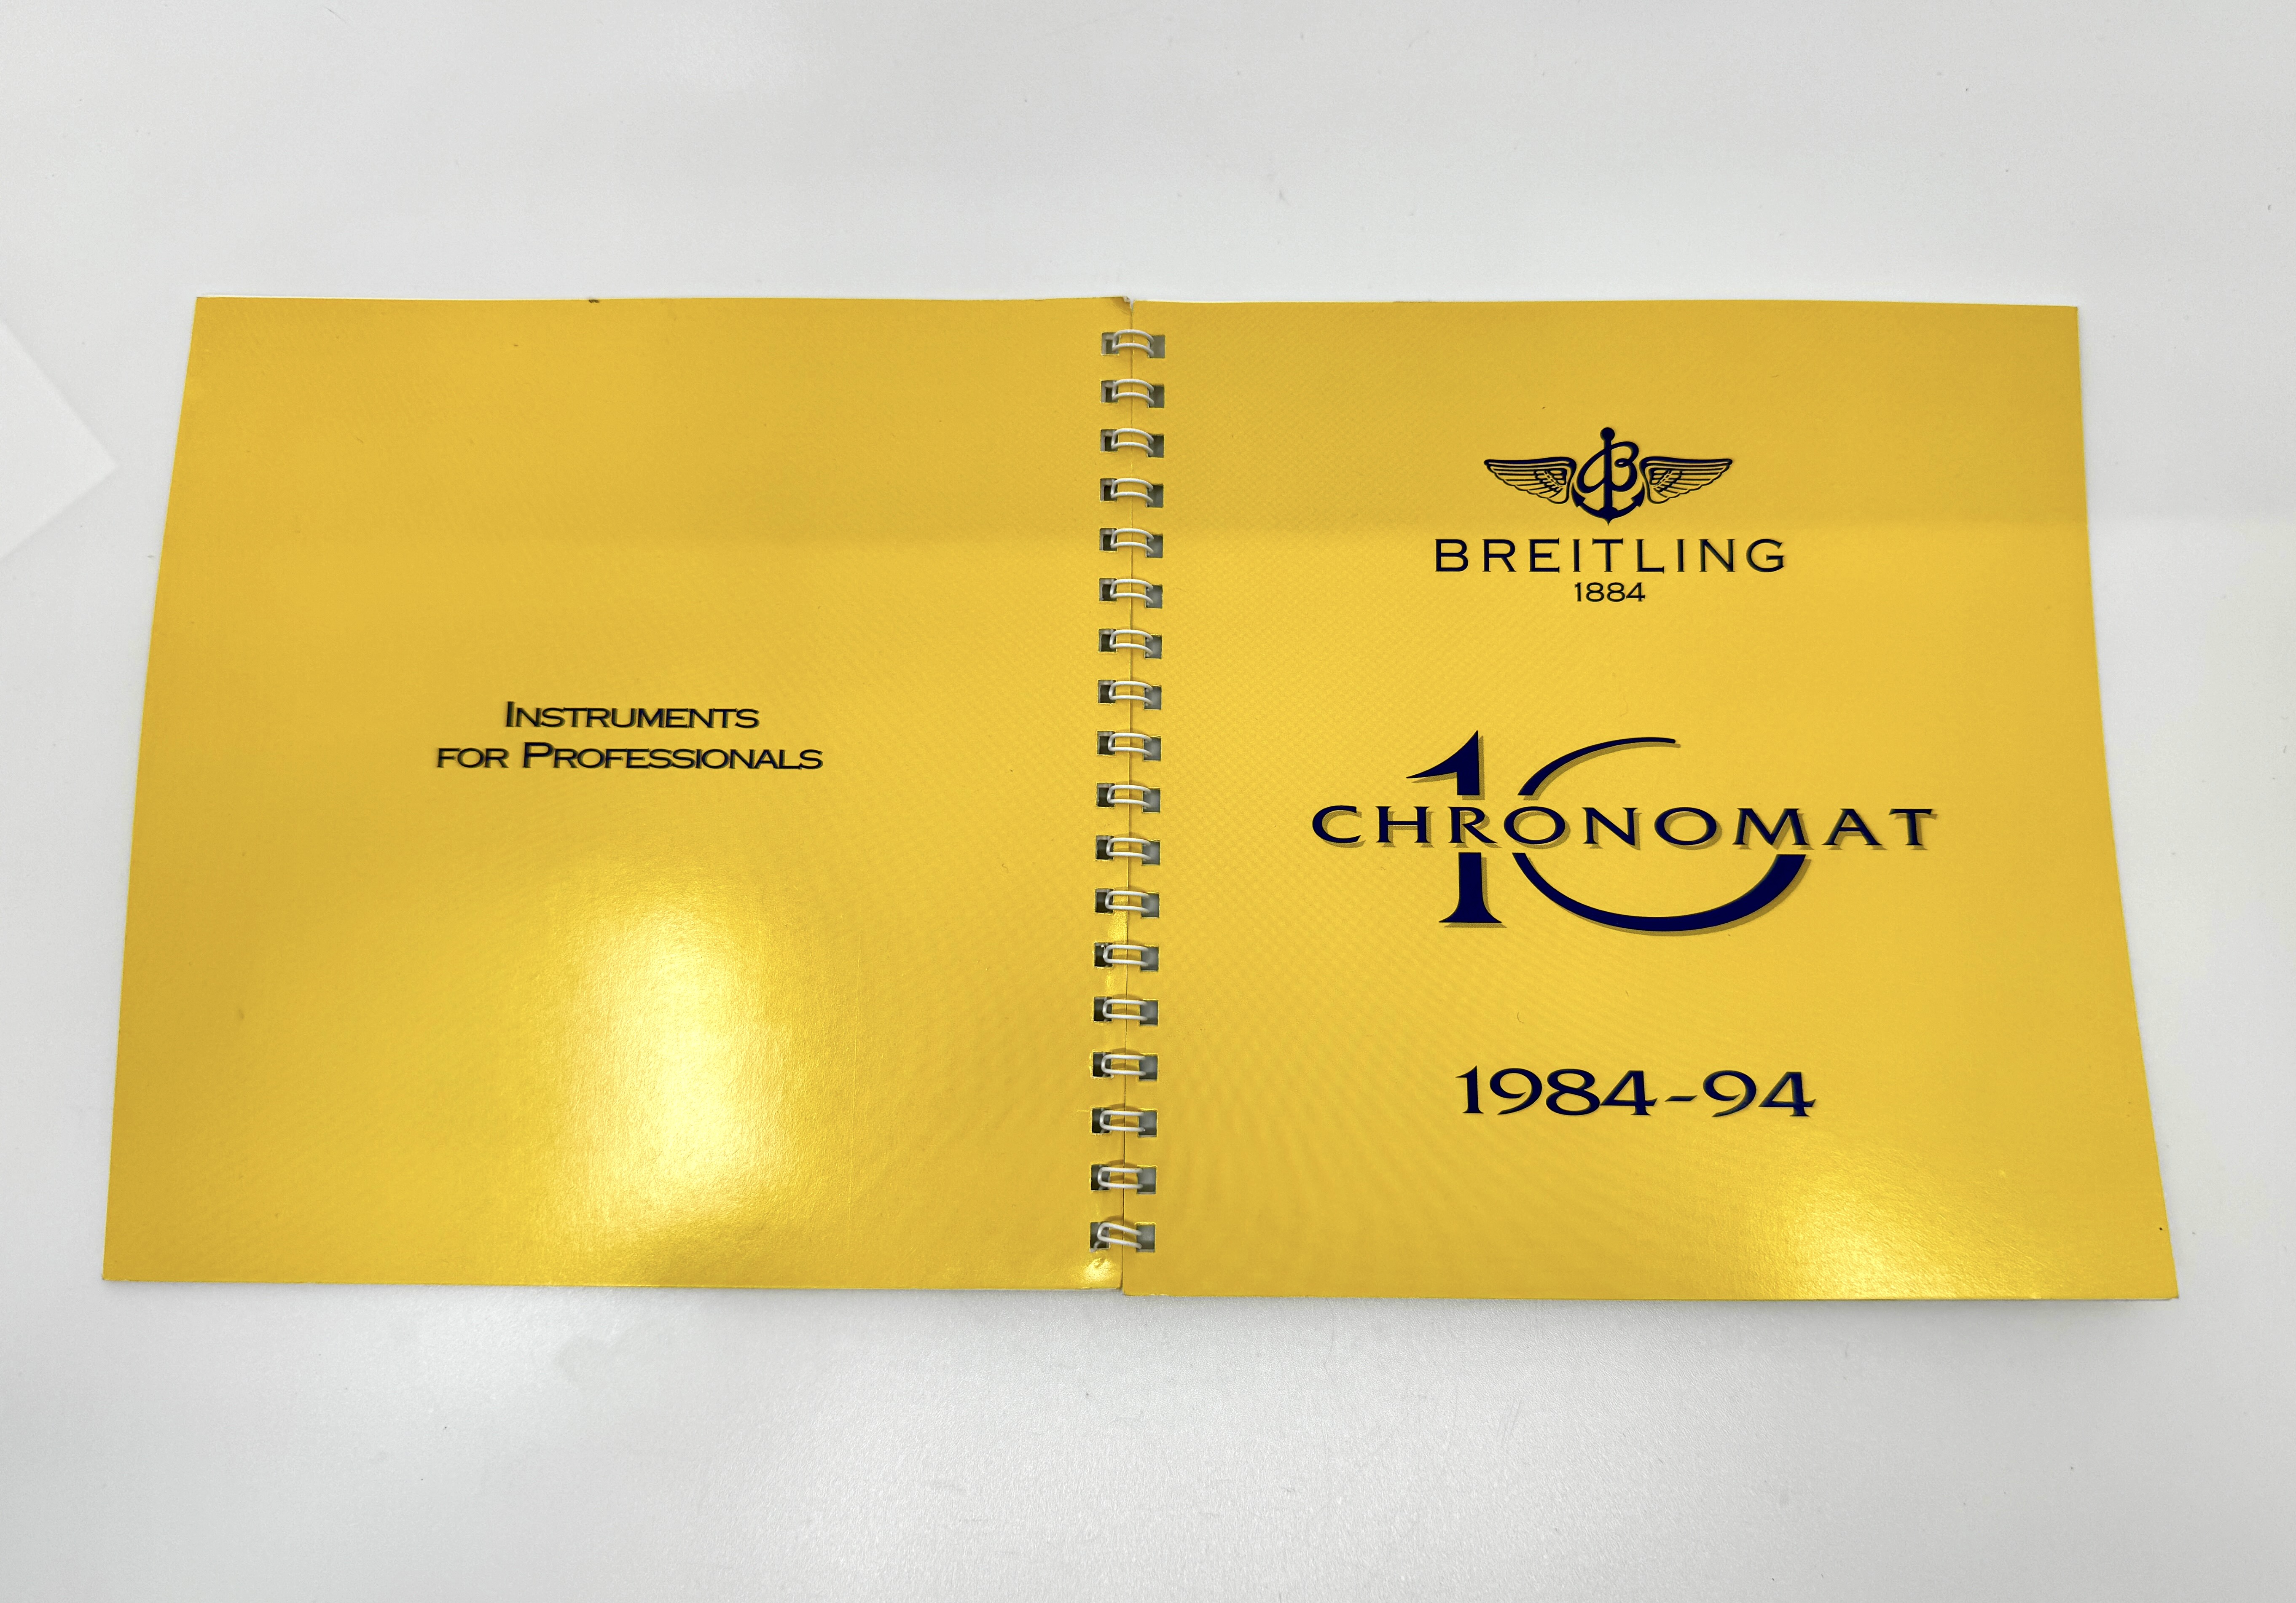 Instruments
for Professionals
B
BREITLING
1884
10
CHRONOMAT
1984-94